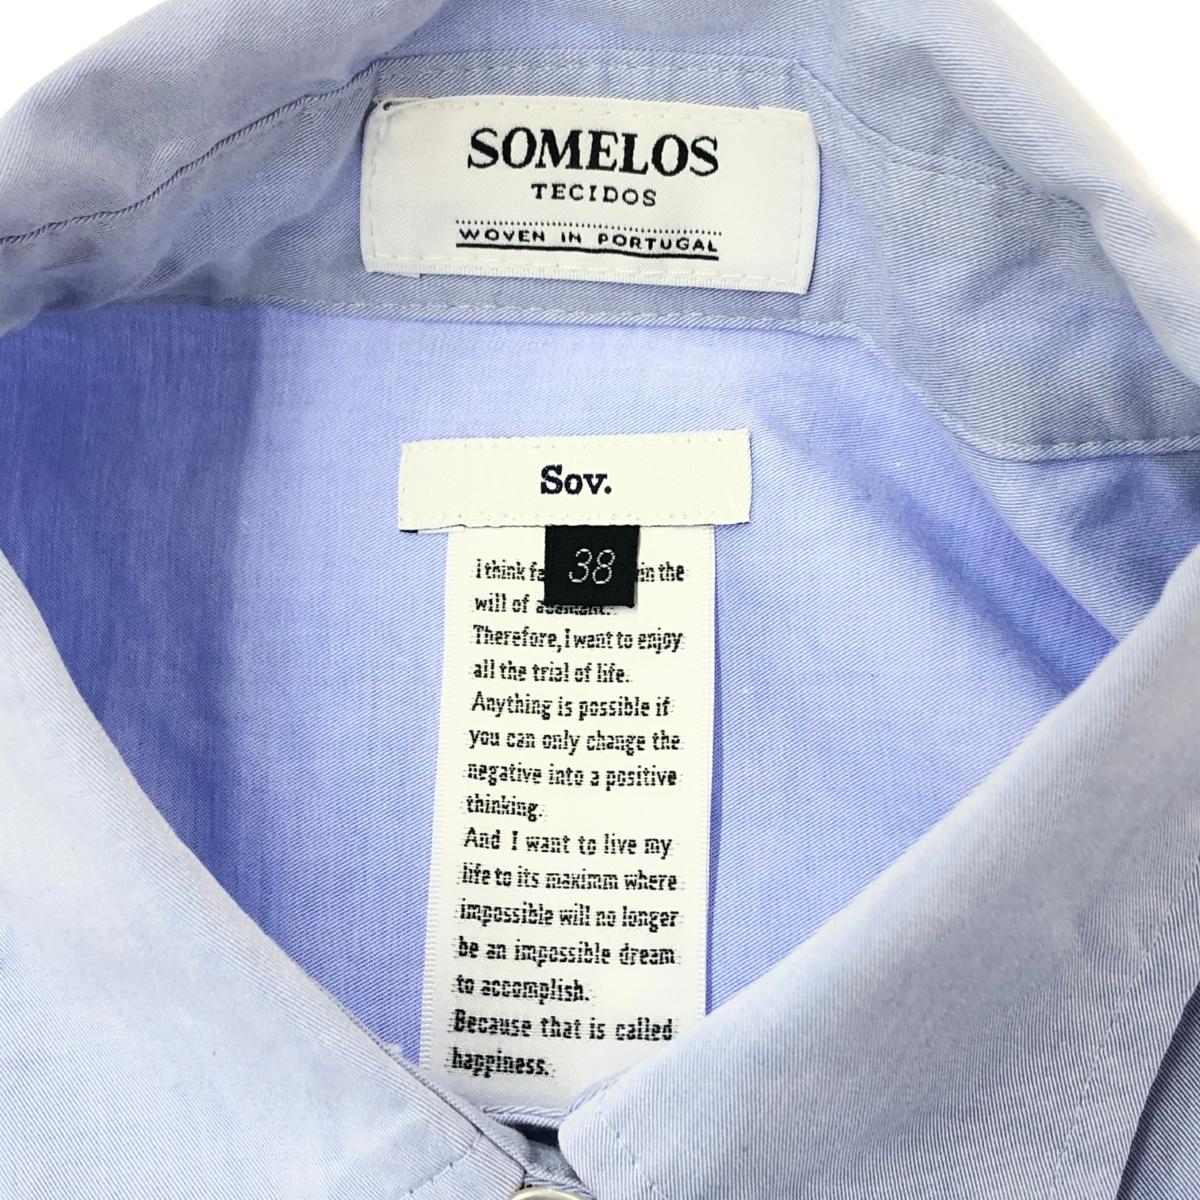 SOMELOS
TECIDOS
WOVEN IN PORTUGAL
Sov.
38
I think in the
will of
Therefore, I want to enjoy
all the trial of life.
Anything is possible if
you can only change the
negative into a positive
thinking.
And I want to live my
life to its maximm where
impossible will no longer
be an impossible dream
to accomplish.
Because that is called
happiness.